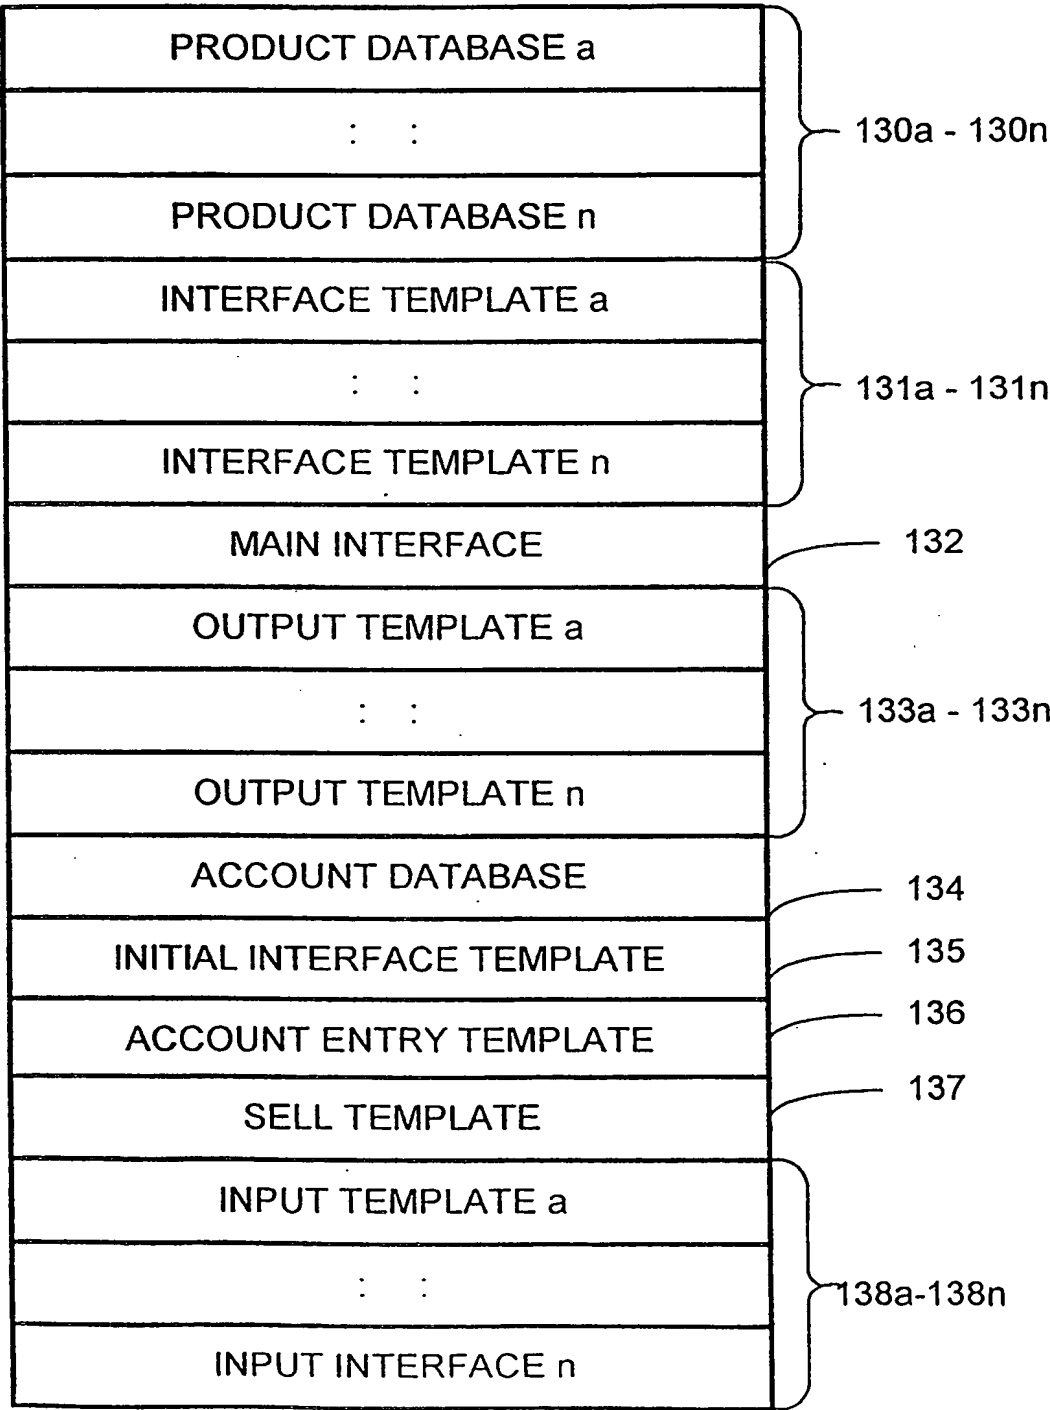 PRODUCT DATABASE a
: :
130a - 130n
PRODUCT DATABASE n
INTERFACE TEMPLATE a
: :
131a - 131n
INTERFACE TEMPLATE n
MAIN INTERFACE
132
OUTPUT TEMPLATE a
: :
133a - 133n
OUTPUT TEMPLATE n
ACCOUNT DATABASE
134
INITIAL INTERFACE TEMPLATE
135
ACCOUNT ENTRY TEMPLATE
136
SELL TEMPLATE
137
INPUT TEMPLATE a
: :
138a-138n
INPUT INTERFACE n